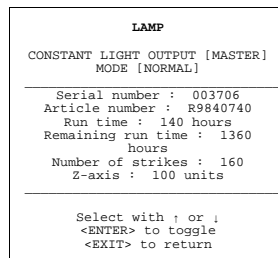 LAMP
CONSTANT LIGHT OUTPUT [MASTER]
MODE [NORMAL]
Serial number : 003706
Article number : R9840740
Run time : 140 hours
Remaining run time : 1360
hours
Number of strikes : 160
Z-axis : 100 units
Select with ↑ or ↓
<ENTER> to toggle
<EXIT> to return